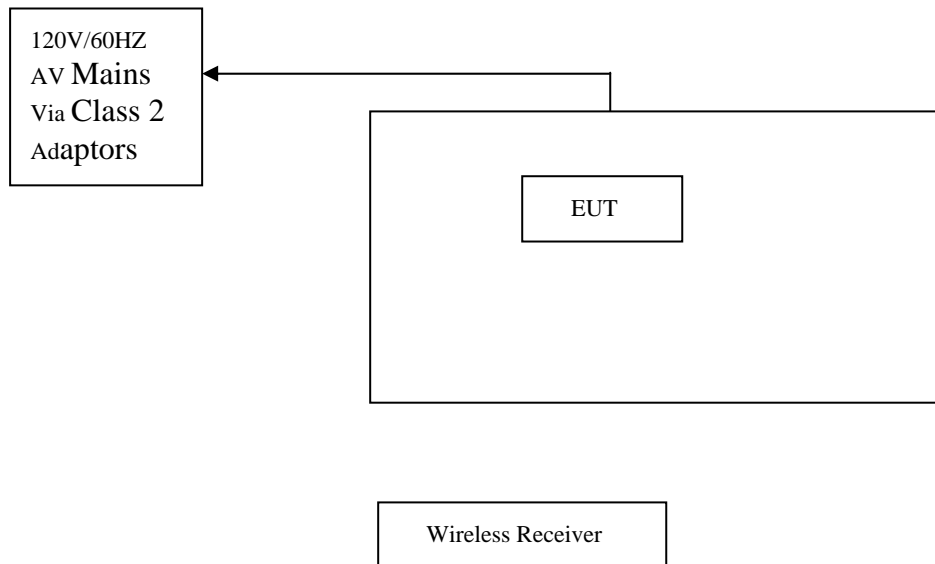 120V/60HZ
AV Mains
Via Class 2
Adaptors
EUT
Wireless Receiver